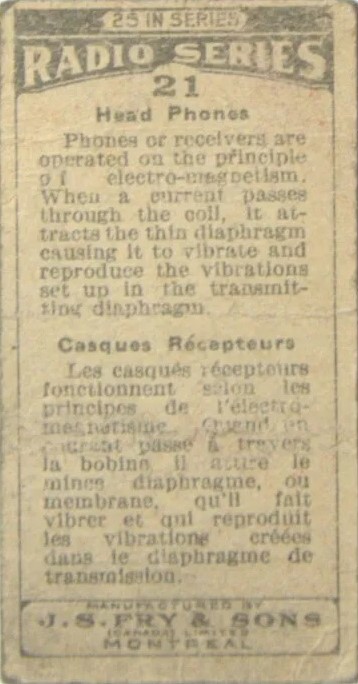 25 IN SERIES
RADIO SERIES
21
Head Phones
Phones or receivers are
operated on the principle
of electro-magnetism.
When a current passes
through the coil, it at-
tracts the thin diaphragm
causing it to vibrate and
reproduce the vibrations
set up in the transmit-
ting diaphragm.
Casques Récepteurs
Les casques récepteurs
fonctionnent selon les
principes de l'électro-
magnétisme. Quand un
courant passe à travers
la bobine il attire le
mince diaphragme, ou
membrane, qu'il fait
vibrer et qui reproduit
les vibrations créées
dans le diaphragme de
transmission.
MANUFACTURED BY
J. S. FRY & SONS
(CANADA) LIMITED
MONTREAL